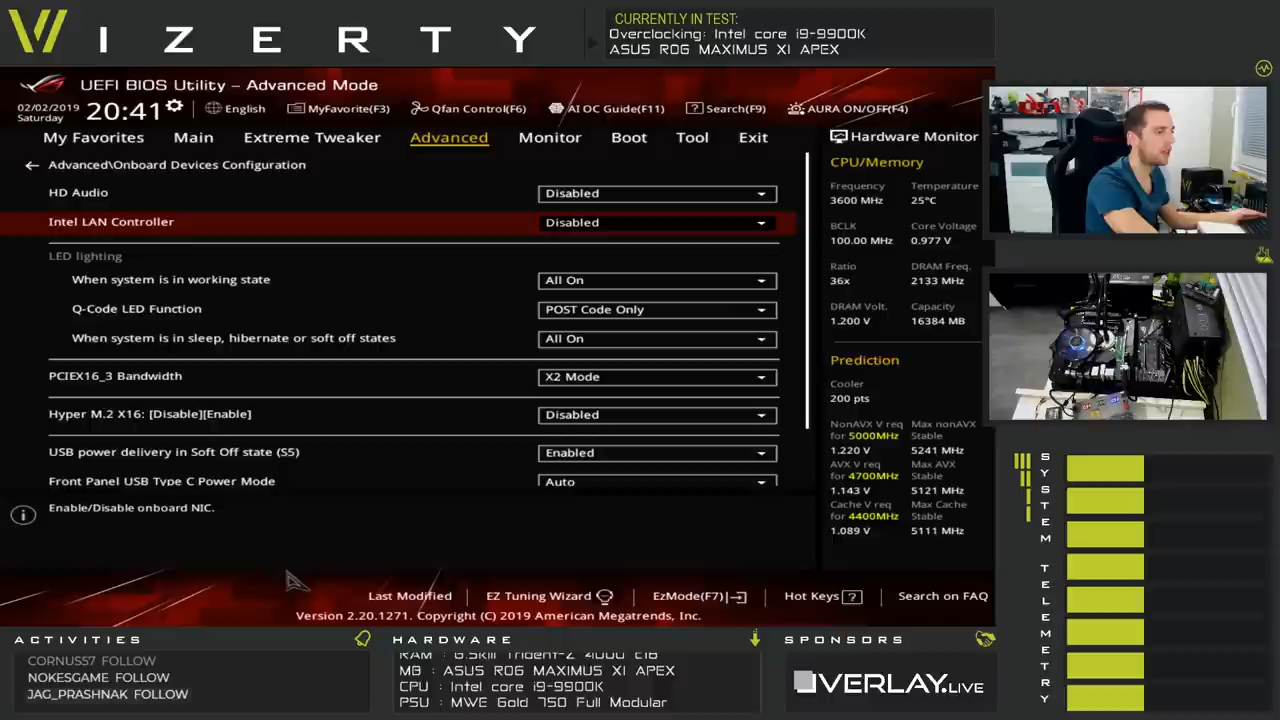 WIZERTY
CURRENTLY IN TEST:
Overclocking: Intel core i9-9900K
ASUS ROG MAXIMUS XI APEX
UEFI BIOS Utility – Advanced Mode
02/02/2019
Saturday
20:41
English
MyFavorite(F3)
Qfan Control(F6)
AI OC Guide(F11)
Search(F9)
AURA ON/OFF(F4)
My Favorites
Main
Extreme Tweaker
Advanced
Monitor
Boot
Tool
Exit
Advanced\Onboard Devices Configuration
HD Audio Disabled
Intel LAN Controller Disabled
LED lighting
When system is in working state All On
Q-Code LED Function POST Code Only
When system is in sleep, hibernate or soft off states All On
PCIEX16_3 Bandwidth X2 Mode
Hyper M.2 X16: [Disable][Enable] Disabled
USB power delivery in Soft Off state (S5) Enabled
Front Panel USB Type C Power Mode Auto
Enable/Disable onboard NIC.
Hardware Monitor
CPU/Memory
Frequency Temperature
3600 MHz 25°C
BCLK Core Voltage
100.00 MHz 0.977 V
Ratio DRAM Freq.
36x 2133 MHz
DRAM Volt. Capacity
1.200 V 16384 MB
Prediction
Cooler
200 pts
NonAVX V req Max nonAVX
for 5000MHz Stable
1.220 V 5241 MHz
AVX V req Max AVX
for 4700MHz Stable
1.143 V 5121 MHz
Cache V req Max Cache
for 4400MHz Stable
1.089 V 5111 MHz
Last Modified
EZ Tuning Wizard
EzMode(F7)
Hot Keys ?
Search on FAQ
Version 2.20.1271. Copyright (C) 2019 American Megatrends, Inc.
SYSTEM TELEMETRY
ACTIVITIES
CORNUS57 FOLLOW
NOKESGAME FOLLOW
JAG_PRASHNAK FOLLOW
HARDWARE
RAM : G.Skill Trident-Z 4000 C18
MB : ASUS ROG MAXIMUS XI APEX
CPU : Intel core i9-9900K
PSU : MWE Gold 750 Full Modular
SPONSORS
OVERLAY.LIVE